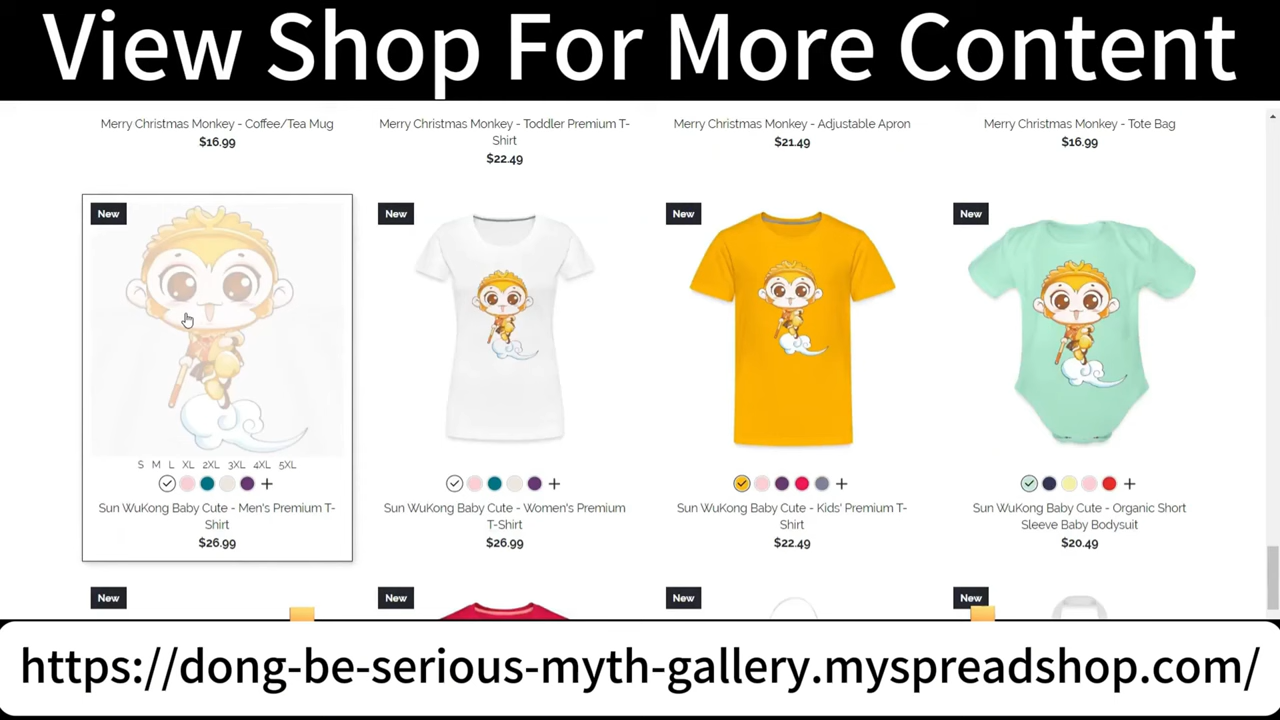 View Shop For More Content
Merry Christmas Monkey - Coffee/Tea Mug
$16.99
Merry Christmas Monkey - Toddler Premium T-
Shirt
$22.49
Merry Christmas Monkey - Adjustable Apron
$21.49
Merry Christmas Monkey - Tote Bag
$16.99
New
S M L XL 2XL 3XL 4XL 5XL
Sun WuKong Baby Cute - Men's Premium T-
Shirt
$26.99
New
Sun WuKong Baby Cute - Women's Premium
T-Shirt
$26.99
New
Sun WuKong Baby Cute - Kids' Premium T-
Shirt
$22.49
New
Sun WuKong Baby Cute - Organic Short
Sleeve Baby Bodysuit
$20.49
New
New
New
New
https://dong-be-serious-myth-gallery.myspreadshop.com/